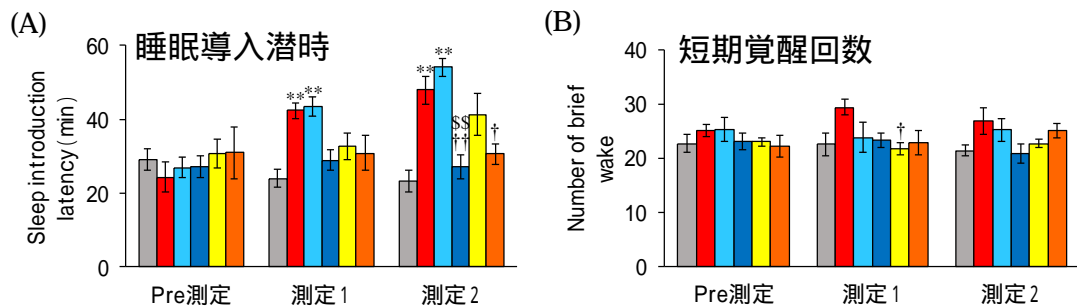 (A)
睡眠導入潜時
Sleep introduction
latency (min)
60
40
20
0
**
**
**
**
$$
††
†
Pre測定
測定1
測定2
(B)
短期覚醒回数
Number of brief
wake
40
30
20
10
0
†
Pre測定
測定1
測定2